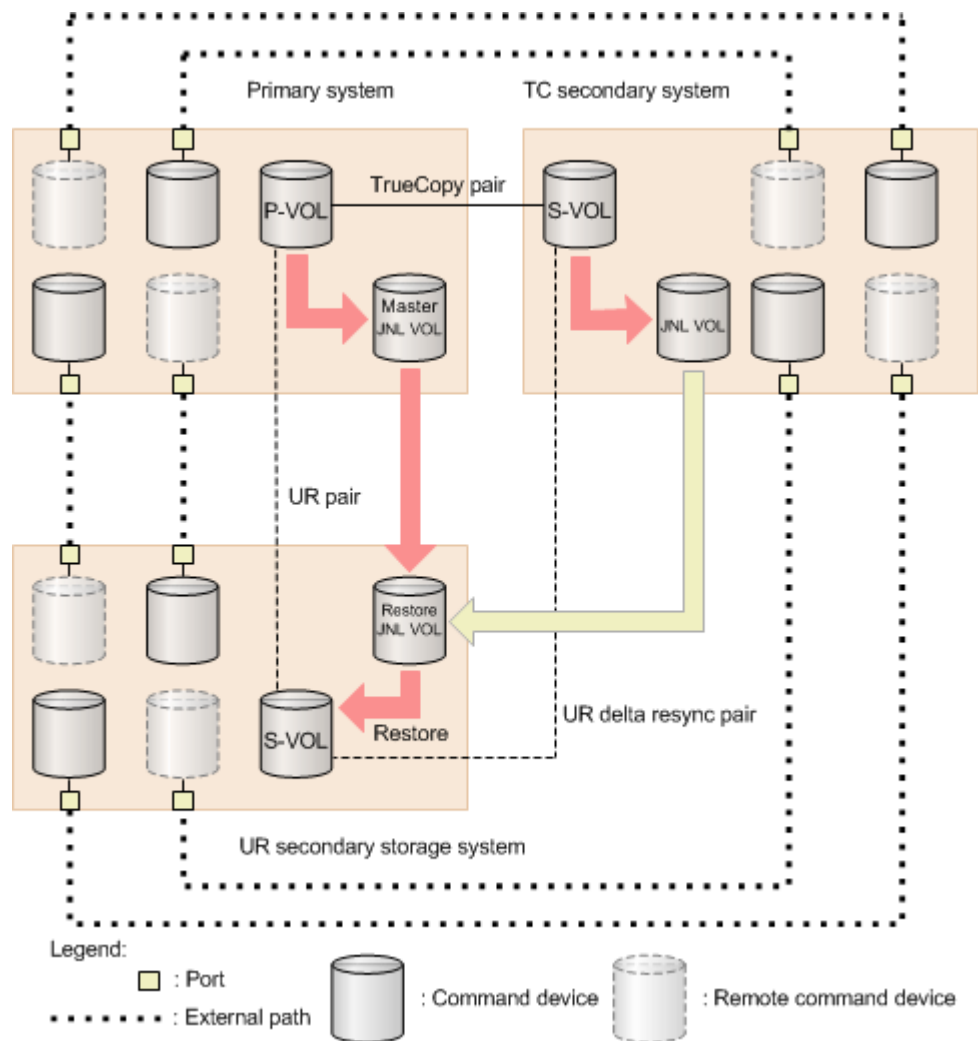 Primary system
TC secondary system
TrueCopy pair
P-VOL
S-VOL
Master
JNL VOL
JNL VOL
UR pair
Restore
JNL VOL
UR delta resync pair
S-VOL
Restore
UR secondary storage system
Legend:
: Port
: External path
: Command device
: Remote command device